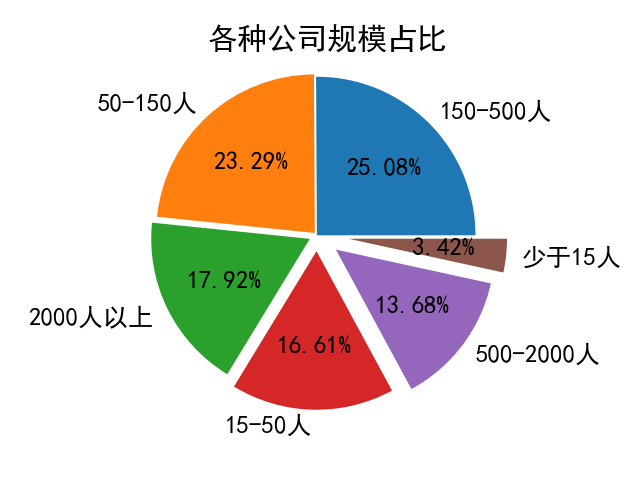 各种公司规模占比
50-150人
150-500人
23.29%
25.08%
3.42%
少于15人
17.92%
13.68%
2000人以上
16.61%
500-2000人
15-50人